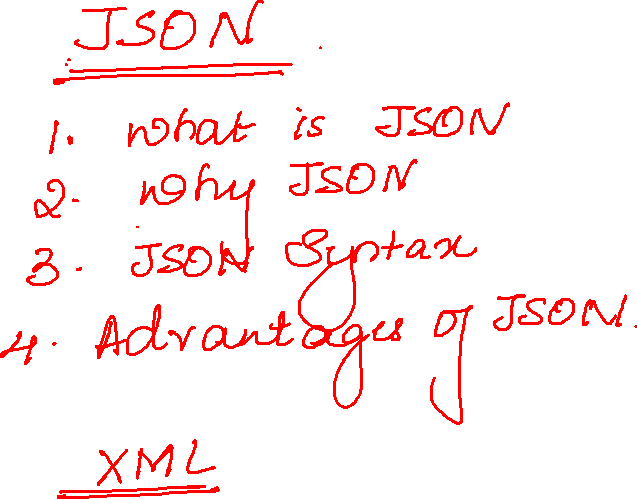 JSON
1. What is JSON
2. Why JSON
3. JSON Syntax
4. Advantages of JSON.
XML